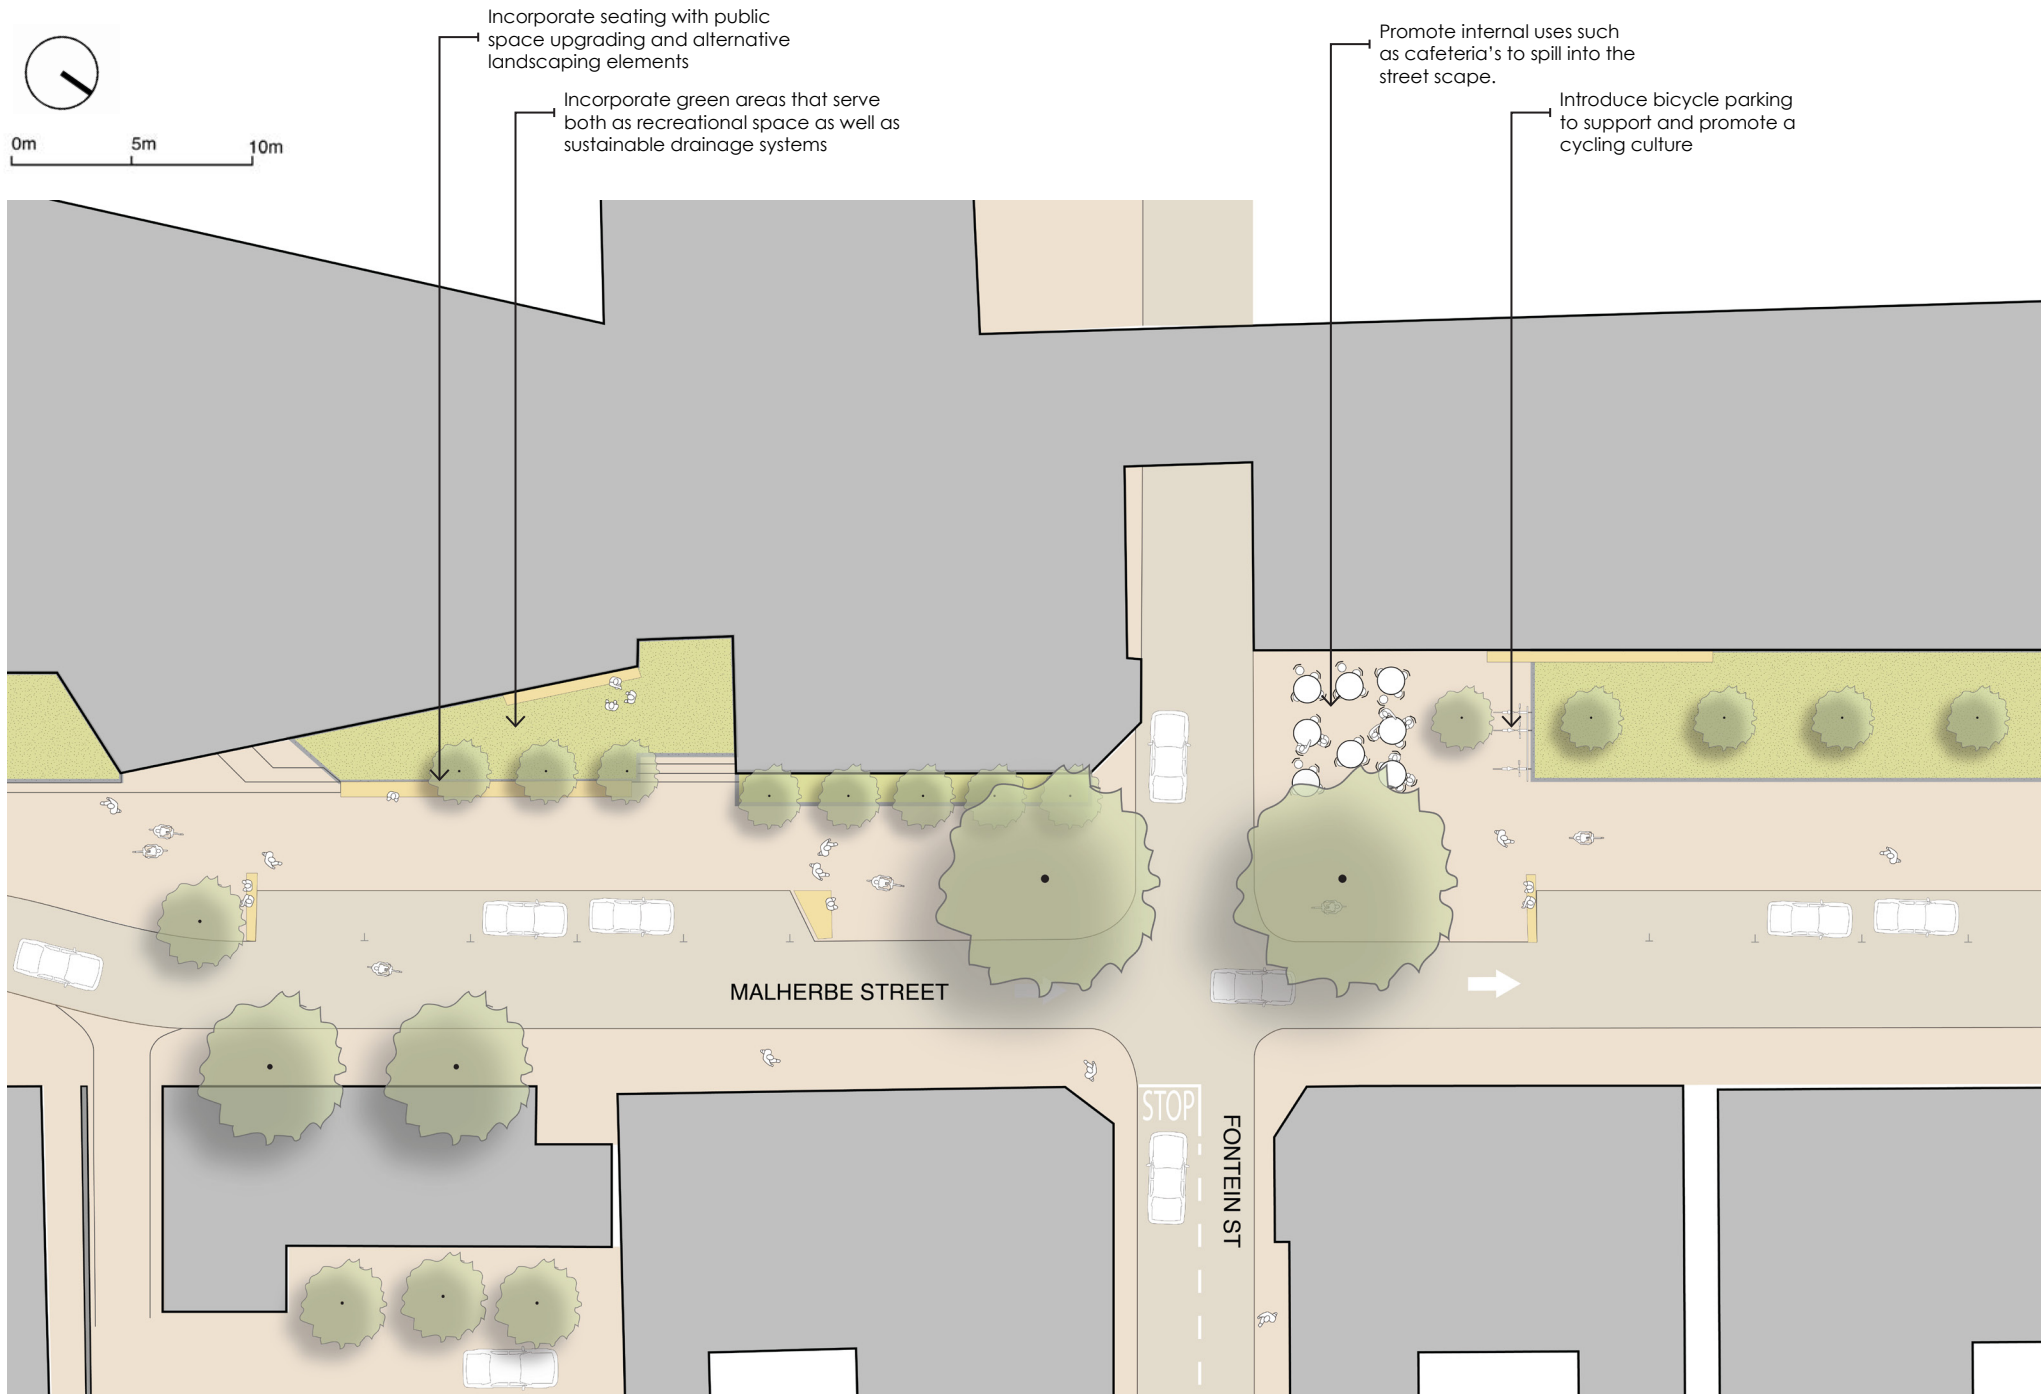 Incorporate seating with public
space upgrading and alternative
landscaping elements
Incorporate green areas that serve
both as recreational space as well as
sustainable drainage systems
Promote internal uses such
as cafeteria's to spill into the
street scape.
Introduce bicycle parking
to support and promote a
cycling culture
0m 5m 10m
MALHERBE STREET
STOP
FONTEIN ST